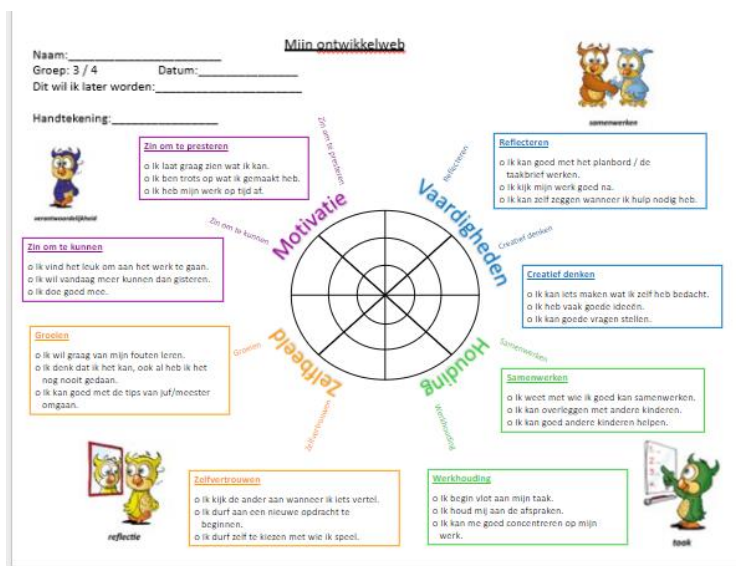 Mijn ontwikkelweb
Naam:_______________________
Groep: 3 / 4 Datum:_______________
Dit wil ik later worden:______________________
Handtekening:________________
samenwerken
verantwoordelijkheid
Zin om te presteren
o Ik laat graag zien wat ik kan.
o Ik ben trots op wat ik gemaakt heb.
o Ik heb mijn werk op tijd af.
Zin om te presteren
Reflecteren
Reflecteren
o Ik kan goed met het planbord / de
taakbrief werken.
o Ik kijk mijn werk goed na.
o Ik kan zelf zeggen wanneer ik hulp nodig heb.
Zin om te kunnen
Motivatie
Vaardigheden
Creatief denken
Zin om te kunnen
o Ik vind het leuk om aan het werk te gaan.
o Ik wil vandaag meer kunnen dan gisteren.
o Ik doe goed mee.
Creatief denken
o Ik kan iets maken wat ik zelf heb bedacht.
o Ik heb vaak goede ideeën.
o Ik kan goede vragen stellen.
Groeien
o Ik wil graag van mijn fouten leren.
o Ik denk dat ik het kan, ook al heb ik het
nog nooit gedaan.
o Ik kan goed met de tips van juf/meester
omgaan.
Groeien
Zelfbeeld
Houding
Samenwerken
Samenwerken
o Ik weet met wie ik goed kan samenwerken.
o Ik kan overleggen met andere kinderen.
o Ik kan goed andere kinderen helpen.
Zelfvertrouwen
Werkhouding
Zelfvertrouwen
o Ik kijk de ander aan wanneer ik iets vertel.
o Ik durf aan een nieuwe opdracht te
beginnen.
o Ik durf zelf te kiezen met wie ik speel.
Werkhouding
o Ik begin vlot aan mijn taak.
o Ik houd mij aan de afspraken.
o Ik kan me goed concentreren op mijn
werk.
reflectie
1.
2.
3.
taak